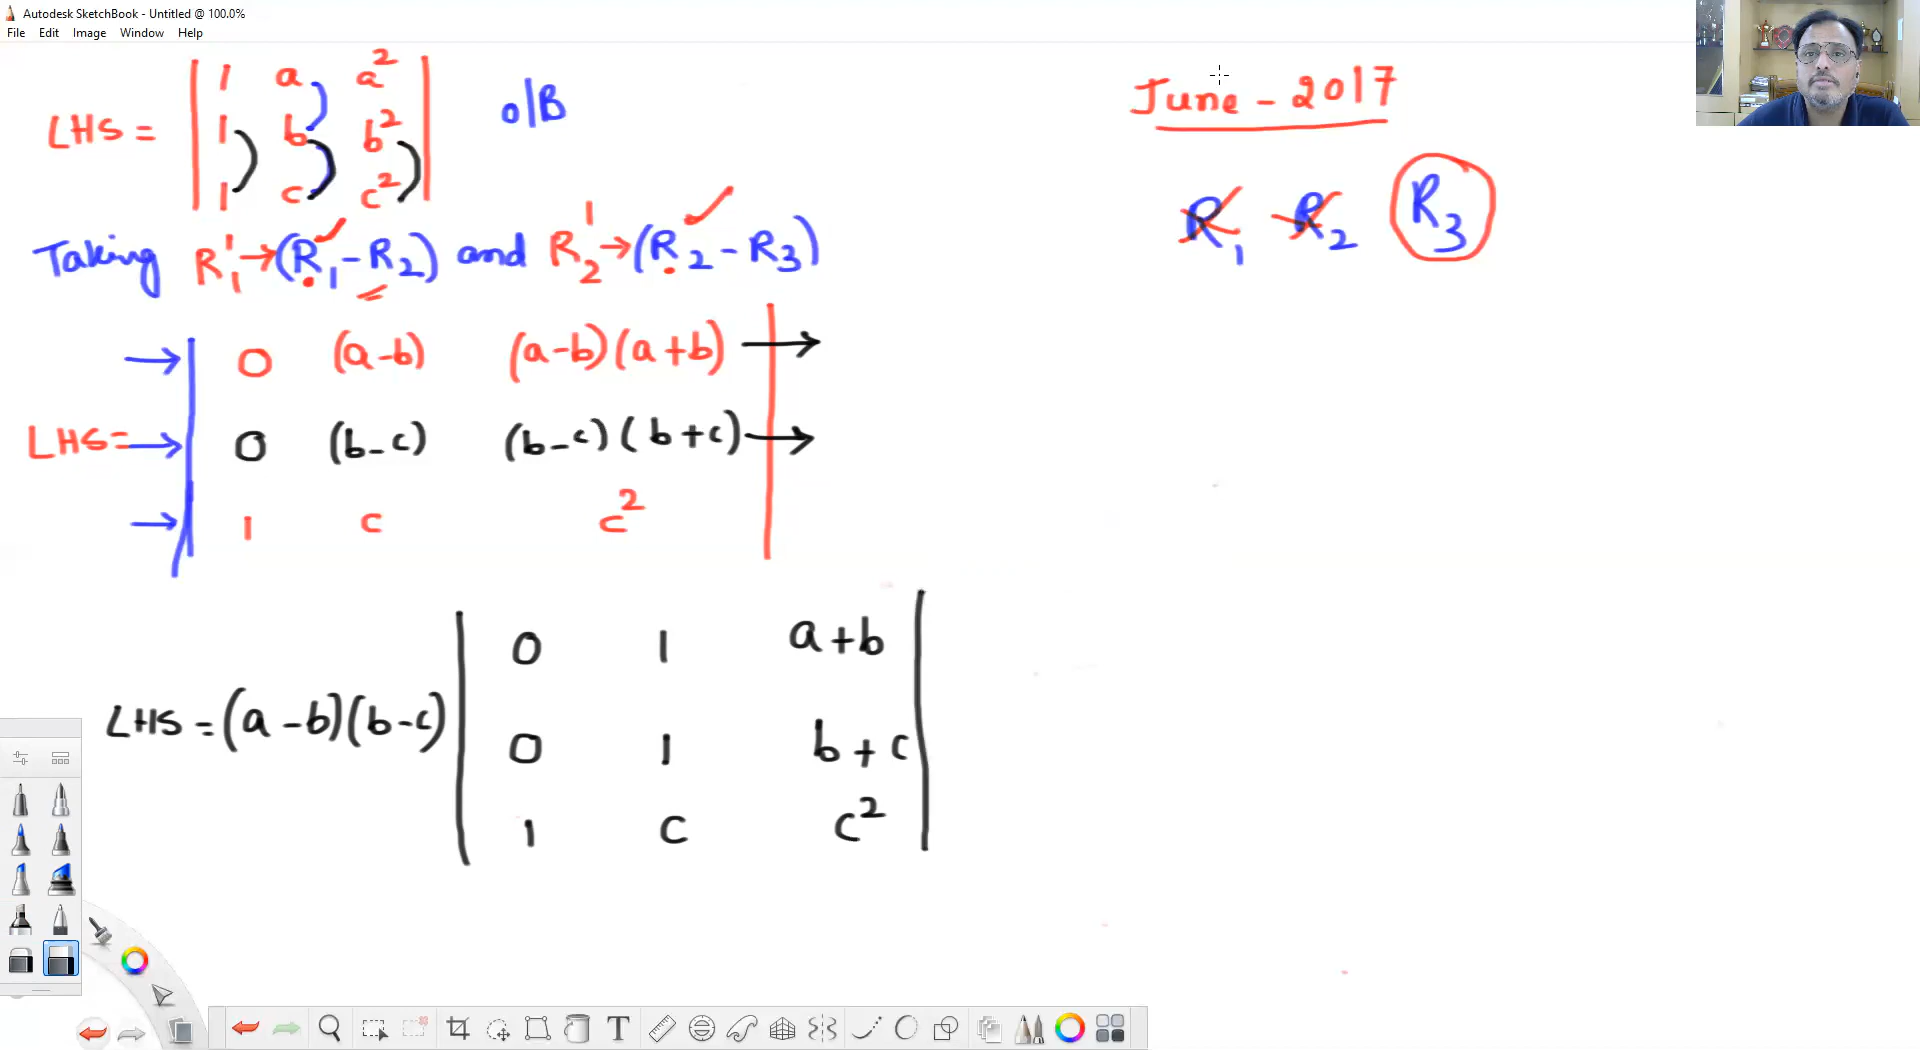 Autodesk SketchBook - Untitled @ 100.0%
File Edit Image Window Help
LHS = | 1 a a² |
| 1 b b² |
| 1 c c² |
o/B
June - 2017
R₁ R₂ R₃
Taking R₁' → (R₁ - R₂) and R₂' → (R₂ - R₃)
0 (a-b) (a-b)(a+b) →
LHS= 0 (b-c) (b-c)(b+c) →
1 c c²
0 1 a+b
LHS = (a-b)(b-c) 0 1 b+c
1 c c²
T